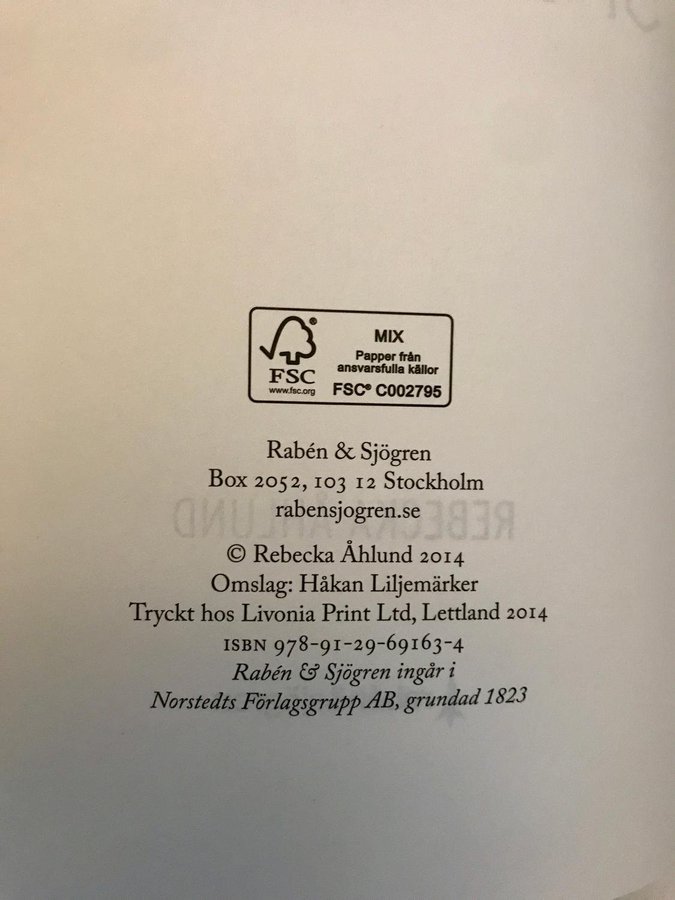 FSC®
www.fsc.org
MIX
Papper från
ansvarsfulla källor
FSC® C002795
Rabén & Sjögren
Box 2052, 103 12 Stockholm
rabensjogren.se
REBECKA ÅHLUND
© Rebecka Åhlund 2014
Omslag: Håkan Liljemärker
Tryckt hos Livonia Print Ltd, Lettland 2014
ISBN 978-91-29-69163-4
Rabén & Sjögren ingår i
Norstedts Förlagsgrupp AB, grundad 1823